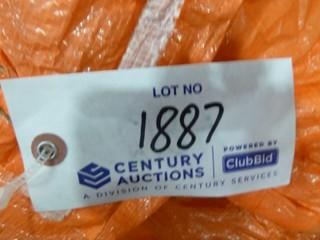 LOT NO
1887
CENTURY AUCTIONS
POWERED BY
ClubBid
A DIVISION OF CENTURY SERVICES